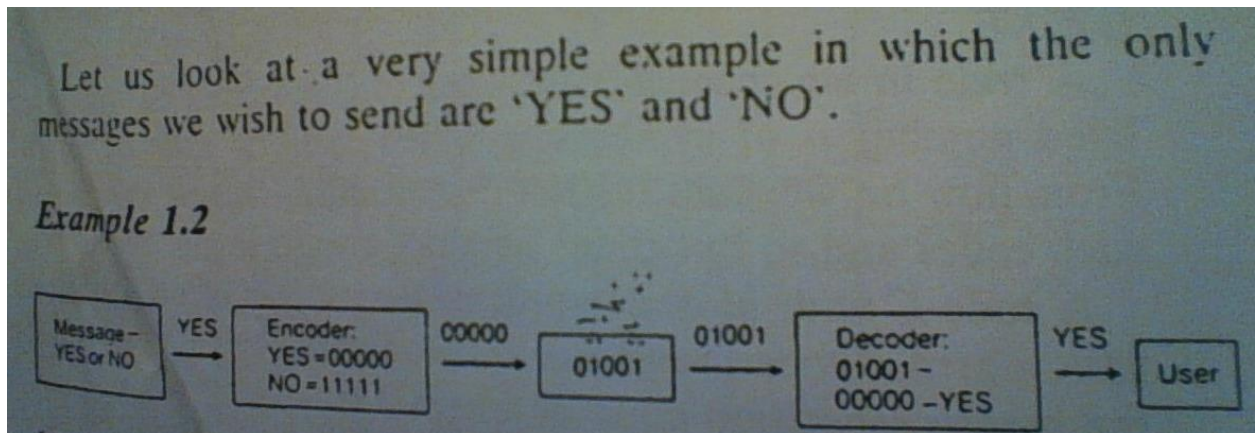 Let us look at a very simple example in which the only
messages we wish to send are 'YES' and 'NO'.
Example 1.2
Message –
YES or NO
YES
Encoder:
YES = 00000
NO = 11111
00000
01001
01001
Decoder:
01001 –
00000 – YES
YES
User